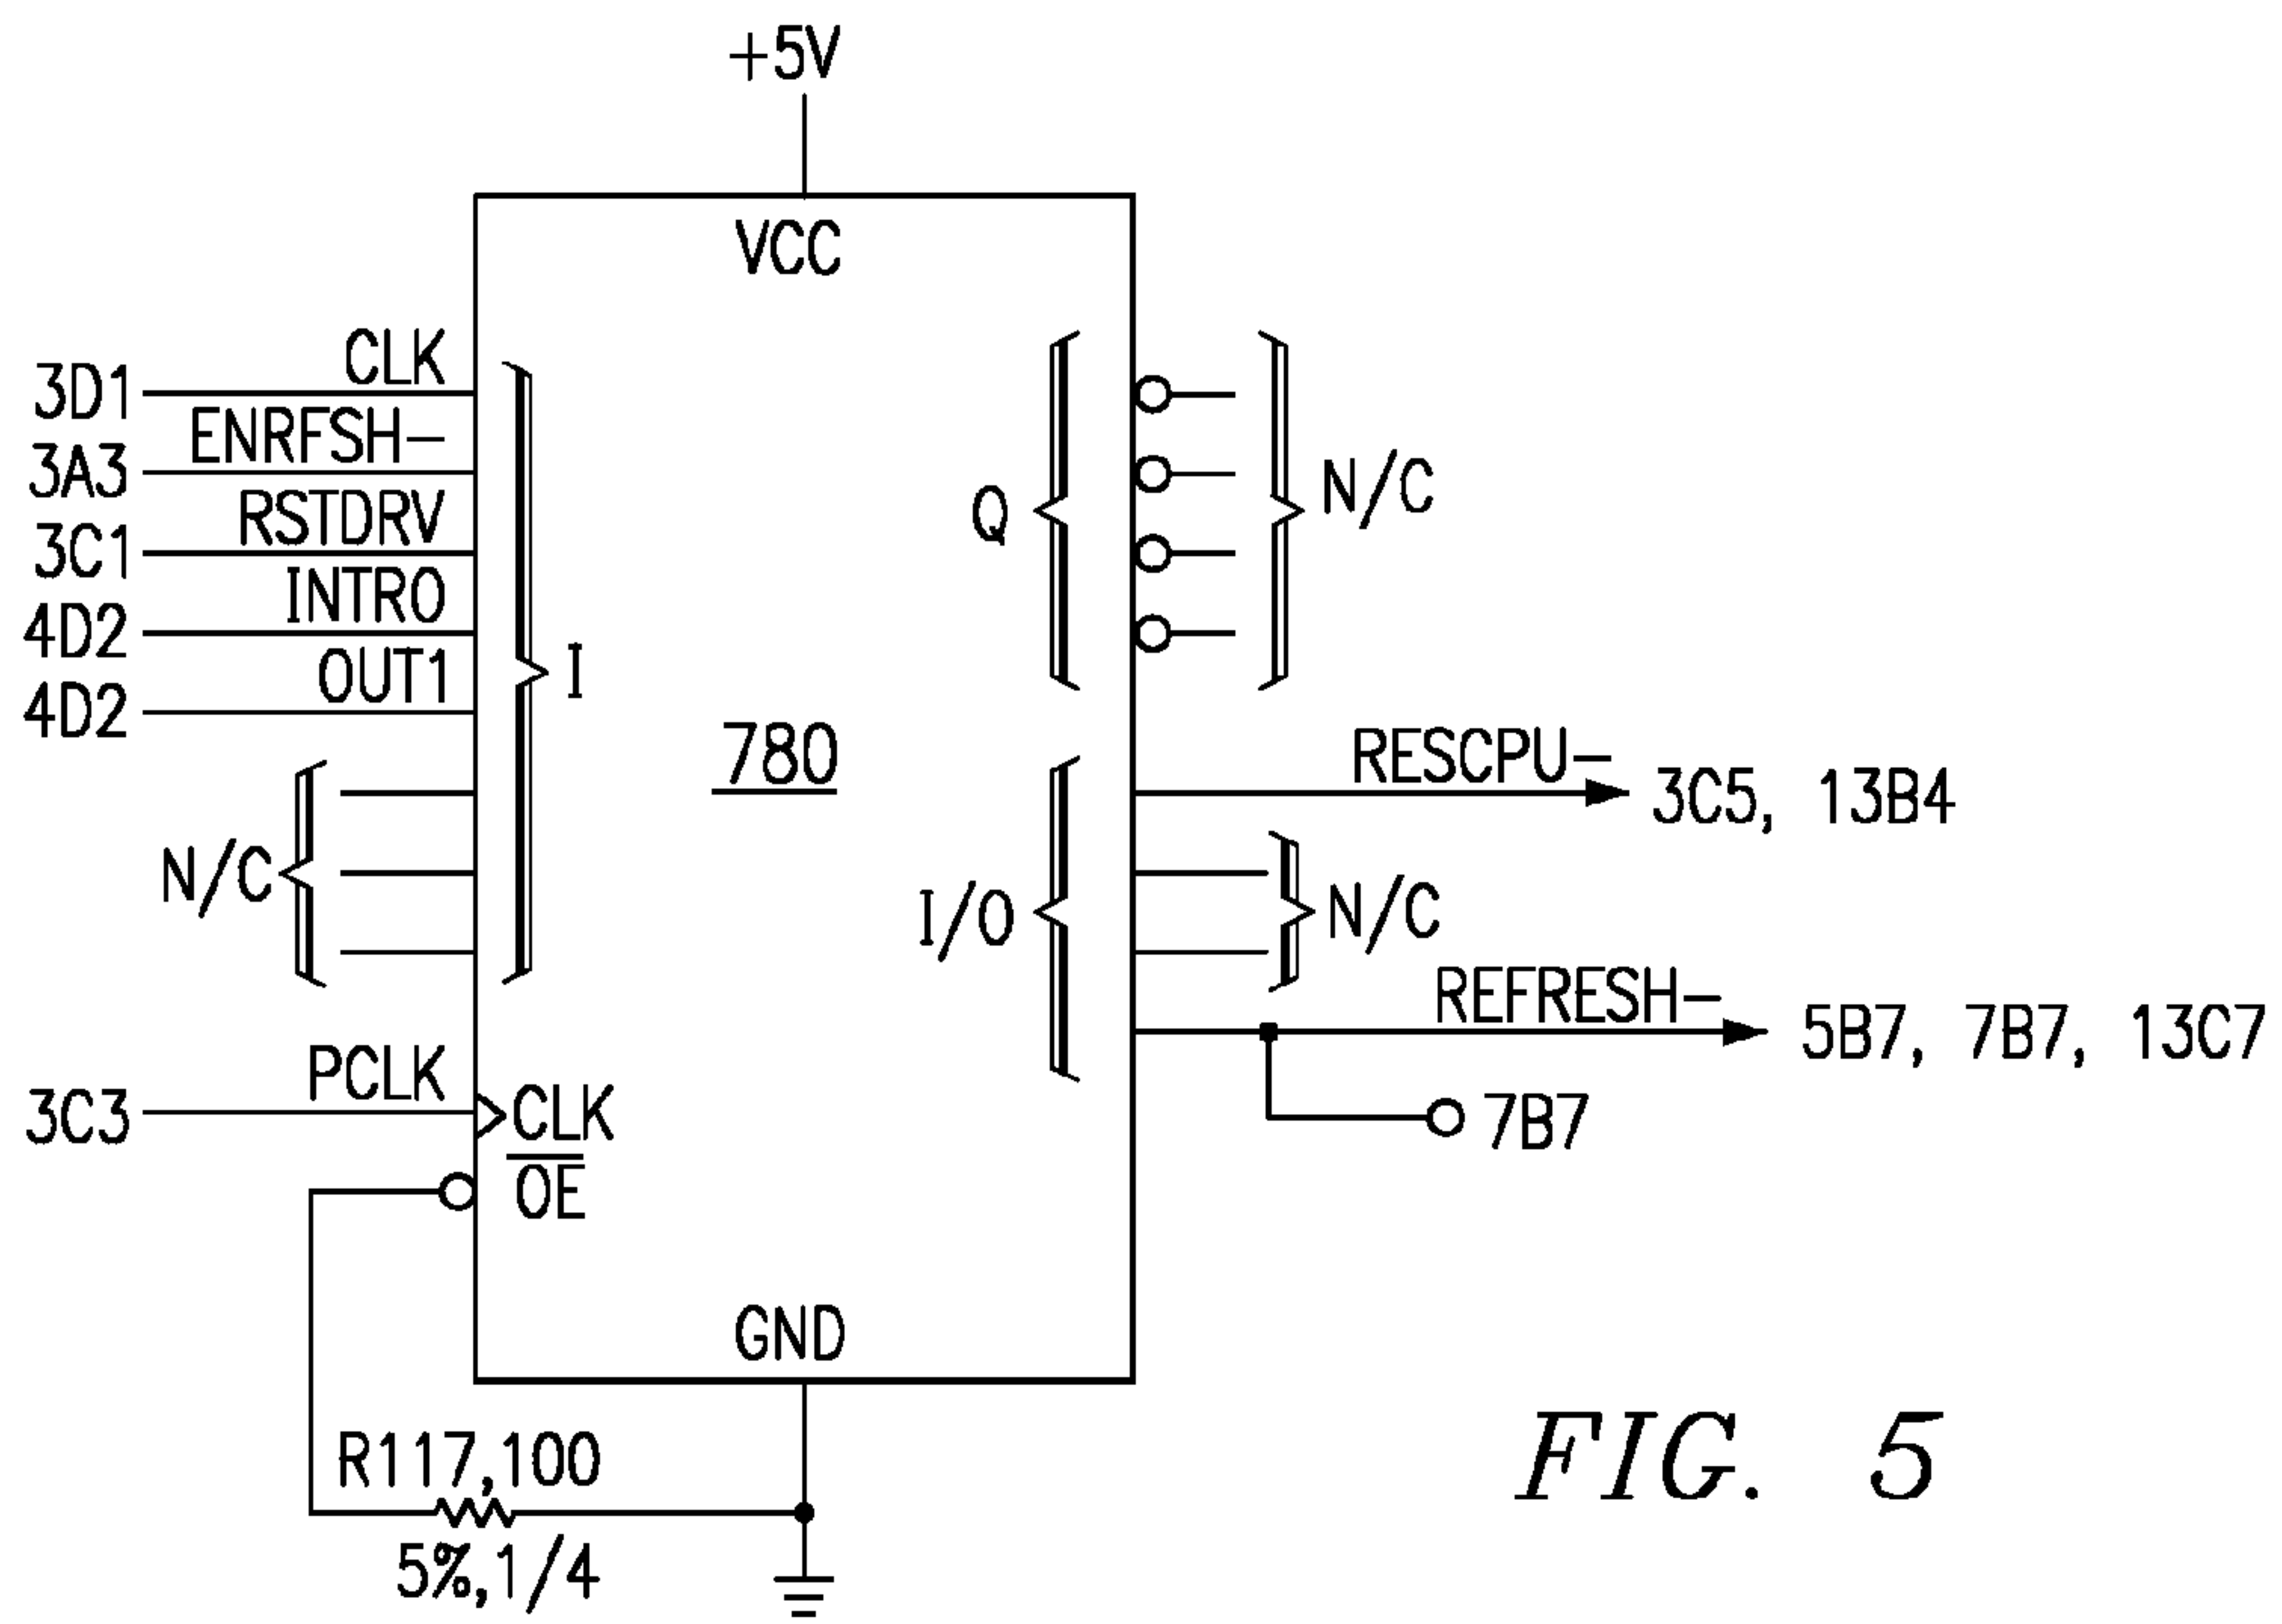 +5V
VCC
3D1 CLK
3A3 ENRFSH-
3C1 RSTDRV
4D2 INTRO
4D2 OUT1
I
N/C
Q
N/C
780
RESCPU- 3C5, 13B4
I/O
N/C
REFRESH- 5B7, 7B7, 13C7
7B7
3C3 PCLK CLK
OE
GND
R117,100
5%,1/4
FIG. 5